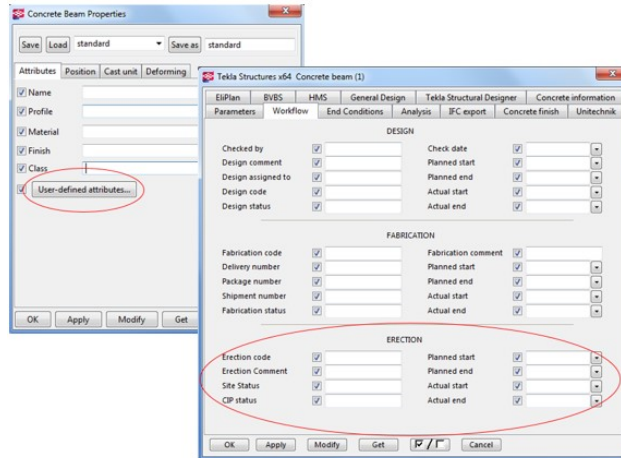 Concrete Beam Properties
Save Load standard Save as standard
Attributes Position Cast unit Deforming
Name
Profile
Material
Finish
Class
User-defined attributes...
OK Apply Modify Get
Tekla Structures x64 Concrete beam (1)
EliPlan BVBS HMS General Design Tekla Structural Designer Concrete information
Parameters Workflow End Conditions Analysis IFC export Concrete finish Unitechnik
DESIGN
Checked by Check date
Design comment Planned start
Design assigned to Planned end
Design code Actual start
Design status Actual end
FABRICATION
Fabrication code Fabrication comment
Delivery number Planned start
Package number Planned end
Shipment number Actual start
Fabrication status Actual end
ERECTION
Erection code Planned start
Erection Comment Planned end
Site Status Actual start
CIP status Actual end
OK Apply Modify Get Cancel